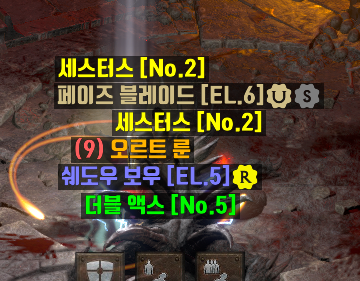 세스터스 [No.2]
페이즈 블레이드 [EL.6] S
세스터스 [No.2]
(9) 오르트 룬
쉐도우 보우 [EL.5] R
더블 액스 [No.5]